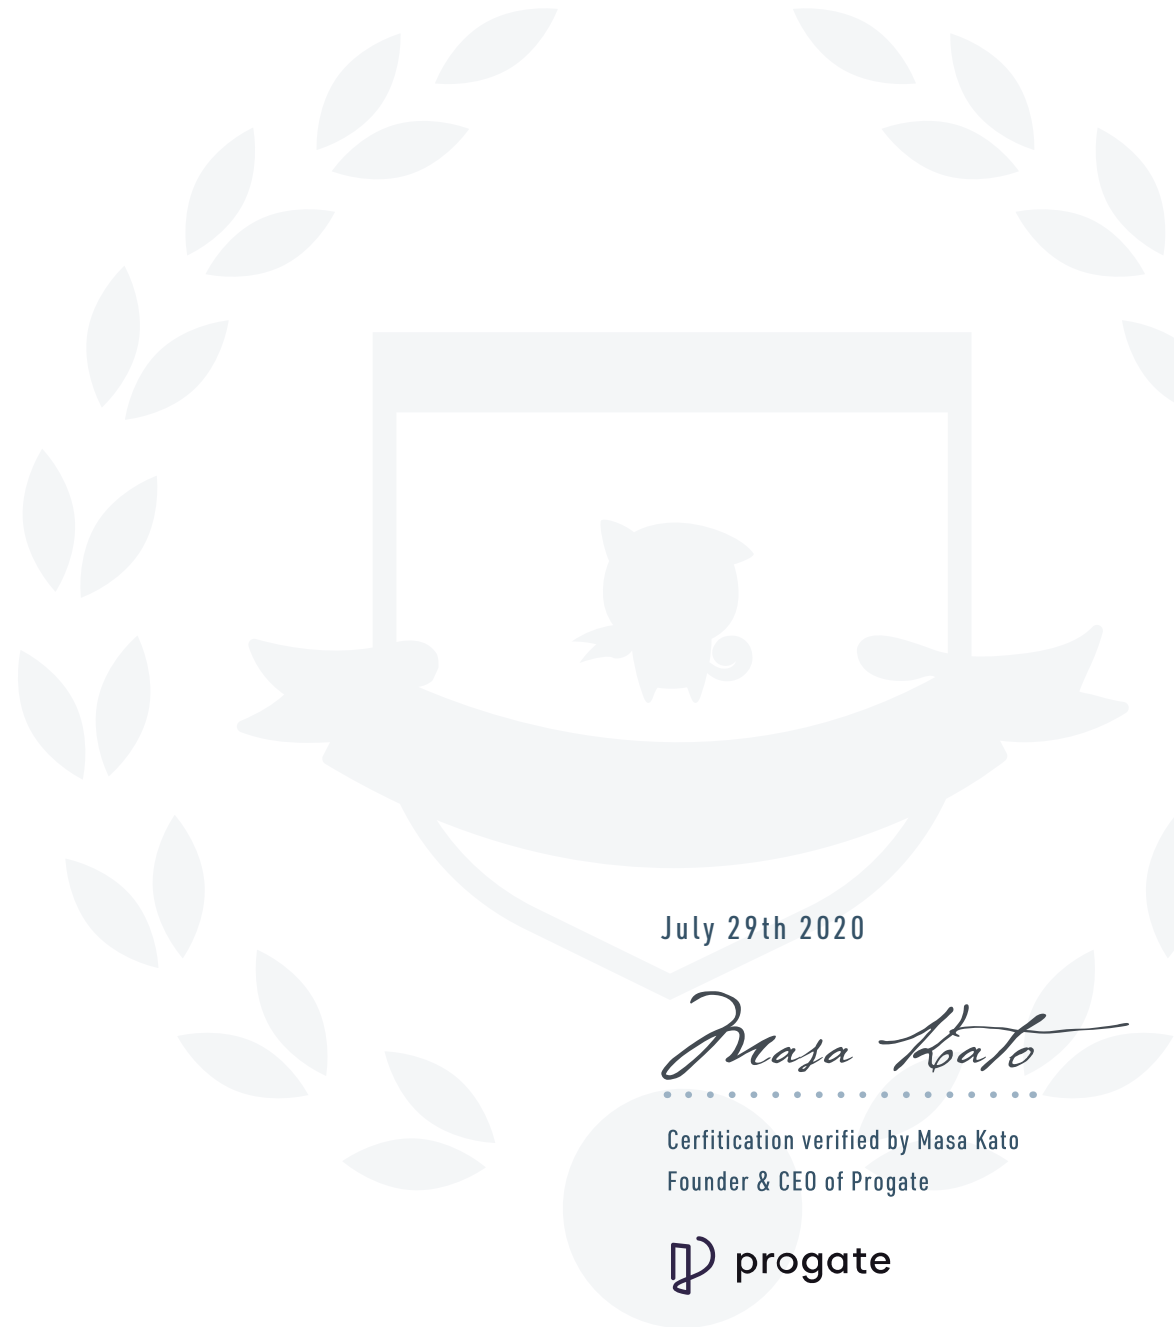 July 29th 2020
Masa Kato
Cerfitication verified by Masa Kato
Founder & CEO of Progate
progate